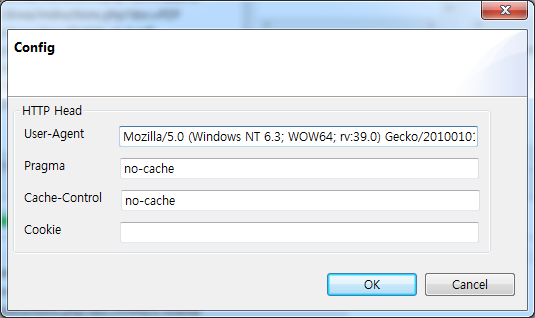 Config
HTTP Head
User-Agent
Mozilla/5.0 (Windows NT 6.3; WOW64; rv:39.0) Gecko/20100101
Pragma
no-cache
Cache-Control
no-cache
Cookie
OK
Cancel